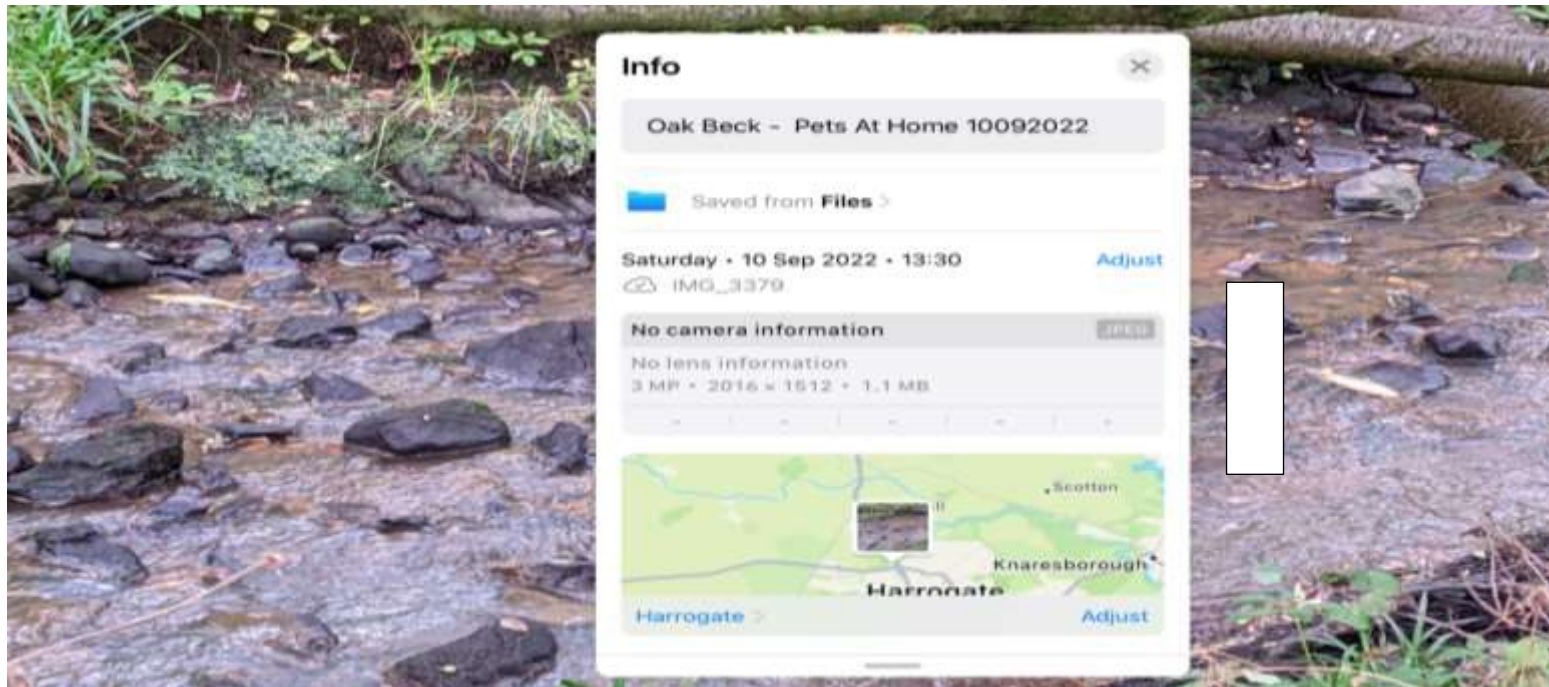 Info
Oak Beck - Pets At Home 10092022
Saved from Files >
Saturday • 10 Sep 2022 • 13:30
Adjust
IMG_3379
No camera information
JPEG
No lens information
3 MP • 2016 × 1512 • 1.1 MB
- - - - -
Scotton
ll
Knaresborough
Harrogate
Harrogate >
Adjust